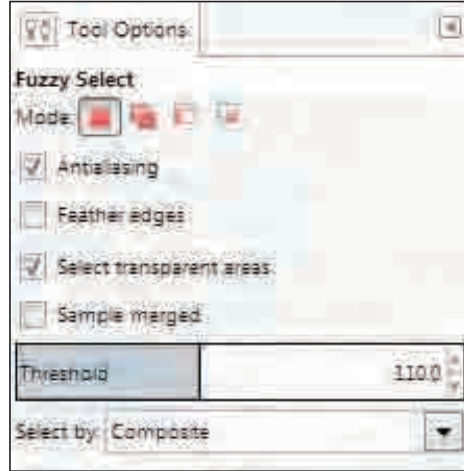 Tool Options
Fuzzy Select
Mode:
Antialiasing
Feather edges
Select transparent areas
Sample merged
Threshold 110.0
Select by: Composite